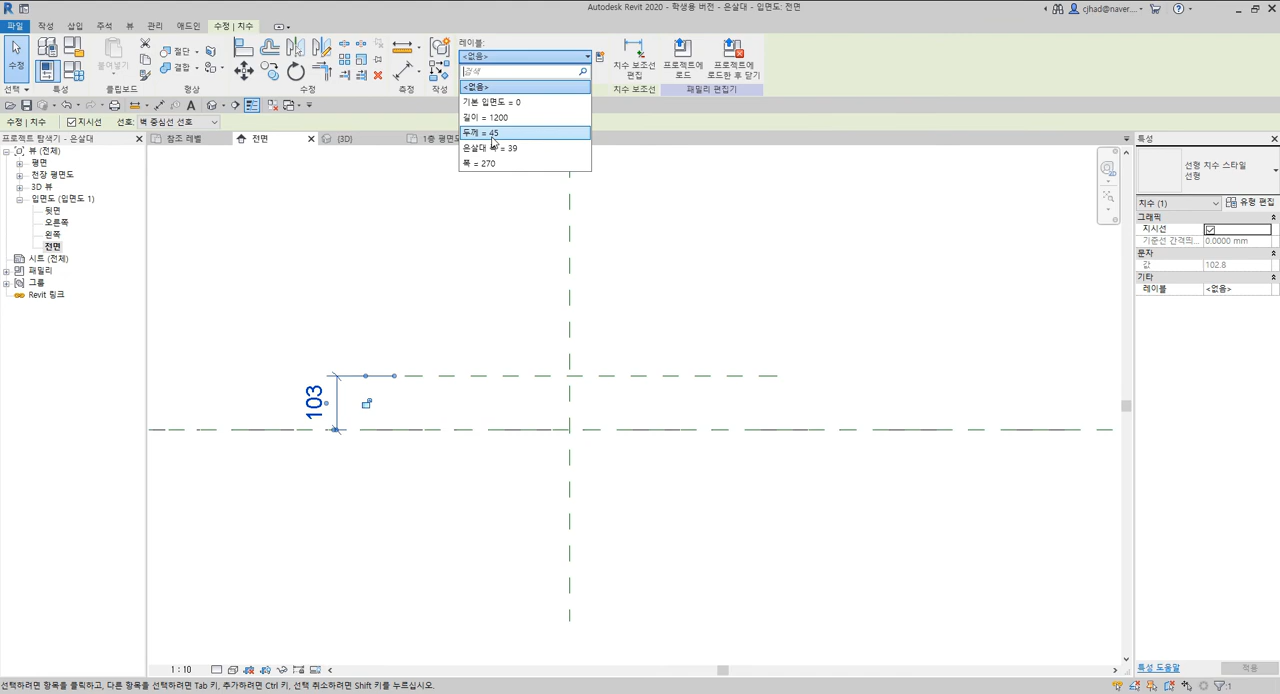 Autodesk Revit 2020 - 학생용 버전 - 온살대 - 입면도: 전면
cjhad@naver....
파일 작성 삽입 주석 뷰 관리 애드인 수정 | 치수
수정
붙여넣기
절단
결합
선택
특성
클립보드
형상
수정
측정
작성
레이블:
<없음>
검색
<없음>
기본 입면도 = 0
길이 = 1200
두께 = 45
온살대 폭 = 39
폭 = 270
치수 보조선
편집
치수 보조선
프로젝트에
로드
프로젝트에
로드한 후 닫기
패밀리 편집기
수정 | 치수
지시선
선호:
벽 중심선 선호
프로젝트 탐색기 - 온살대
뷰 (전체)
평면
천장 평면도
3D 뷰
입면도 (입면도 1)
뒷면
오른쪽
왼쪽
전면
시트 (전체)
패밀리
그룹
Revit 링크
참조 레벨
전면
(3D)
1층 평면도
103
2D
특성
선형 치수 스타일
선형
치수 (1)
유형 편집
그래픽
지시선
기준선 간격띄... 0.0000 mm
문자
값 102.8
기타
레이블 <없음>
특성 도움말
적용
1 : 10
선택하려면 항목을 클릭하고, 다른 항목을 선택하려면 Tab 키, 추가하려면 Ctrl 키, 선택 취소하려면 Shift 키를 누르십시오.
:1